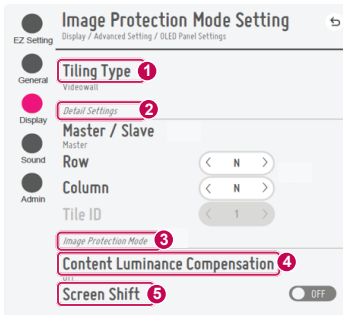 Image Protection Mode Setting
Display / Advanced Setting / OLED Panel Settings
EZ Setting
General
Display
Sound
Admin
Tiling Type 1
Videowall
Detail Settings 2
Master / Slave
Master
Row < N >
Column < N >
Tile ID < 1 >
Image Protection Mode 3
Content Luminance Compensation 4
Off
Screen Shift 5 OFF